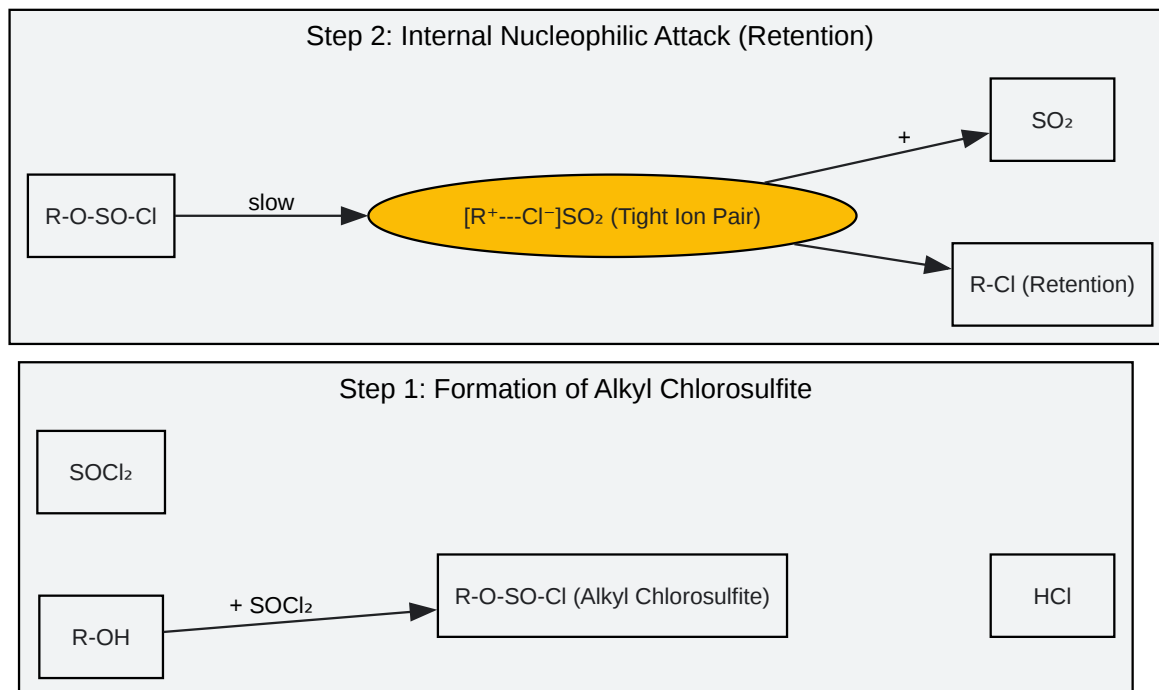 Step 2: Internal Nucleophilic Attack (Retention)
SO₂
+
R-O-SO-Cl
slow
[R⁺---Cl⁻]SO₂ (Tight Ion Pair)
R-Cl (Retention)
Step 1: Formation of Alkyl Chlorosulfite
SOCl₂
R-OH
+ SOCl₂
R-O-SO-Cl (Alkyl Chlorosulfite)
HCl